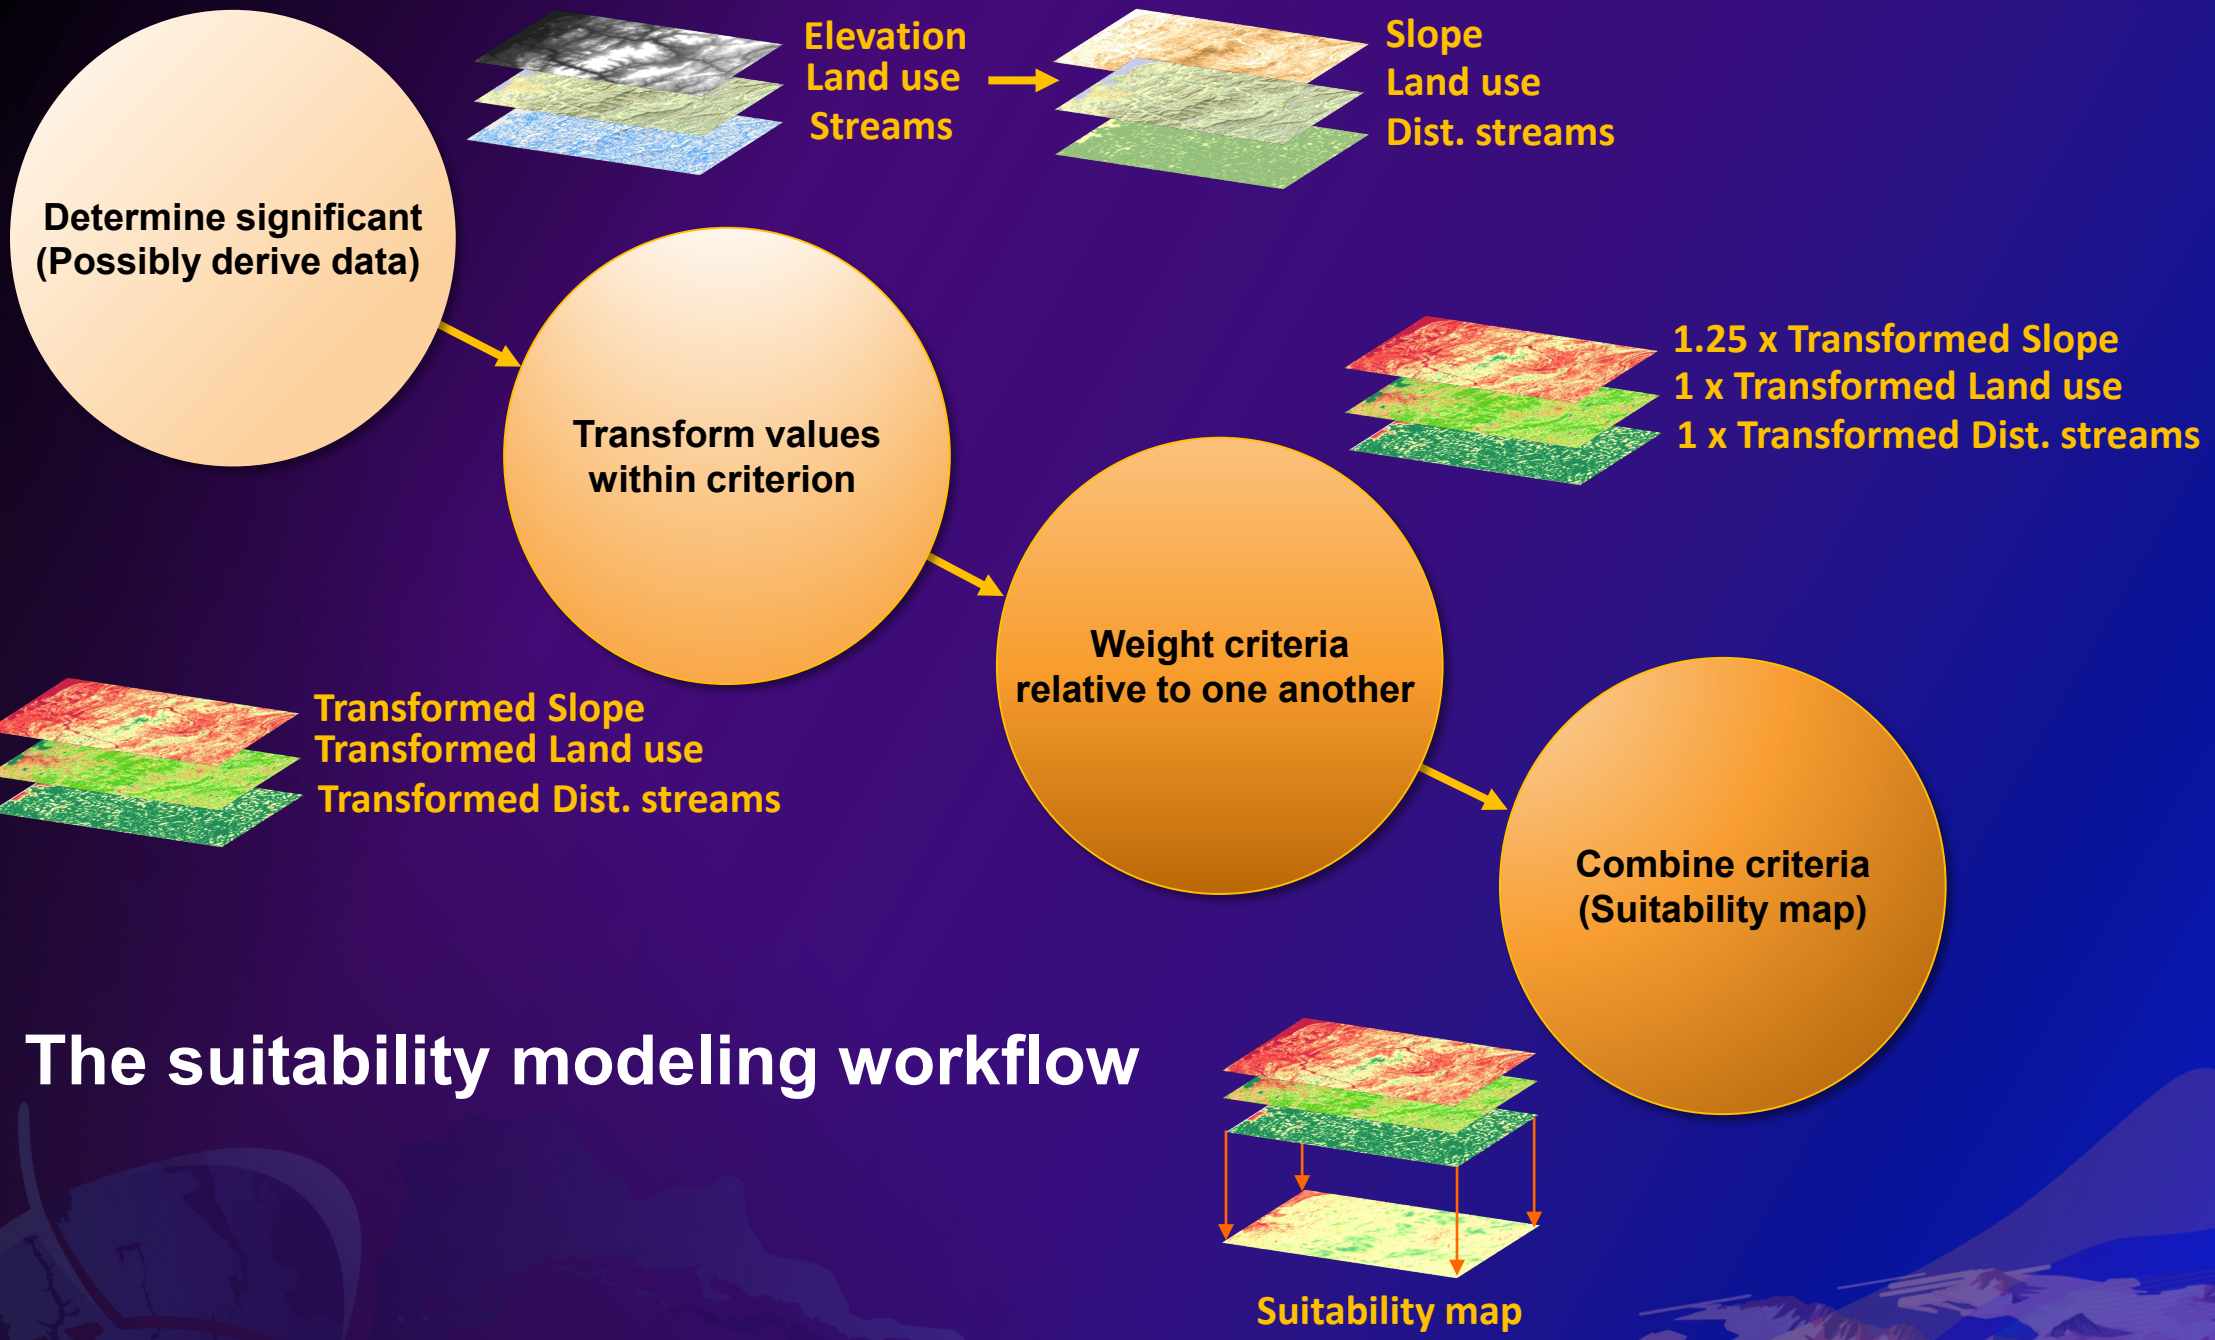 Elevation
Land use
Streams
Slope
Land use
Dist. streams
Determine significant
(Possibly derive data)
Transform values
within criterion
1.25 x Transformed Slope
1 x Transformed Land use
1 x Transformed Dist. streams
Weight criteria
relative to one another
Transformed Slope
Transformed Land use
Transformed Dist. streams
Combine criteria
(Suitability map)
The suitability modeling workflow
Suitability map